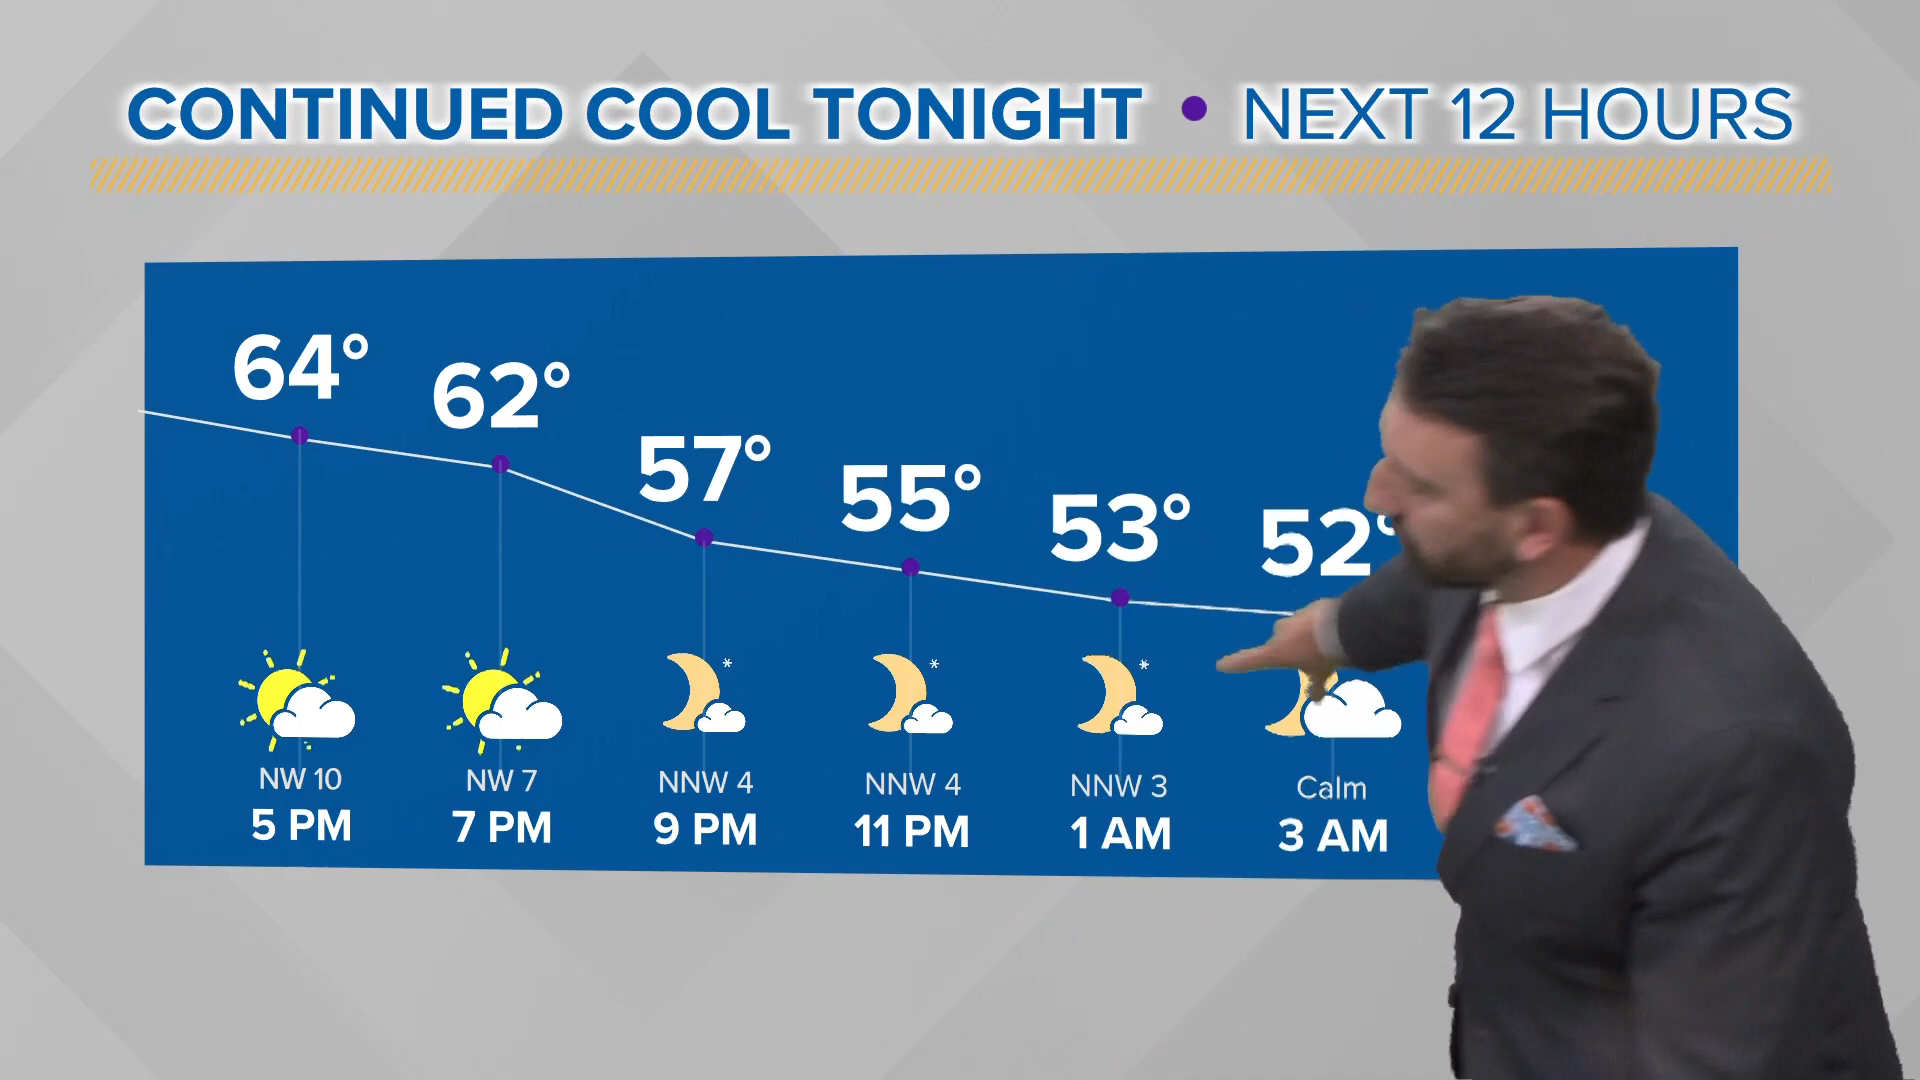 CONTINUED COOL TONIGHT • NEXT 12 HOURS
64° 62° 57° 55° 53° 52°
NW 10 NW 7 NNW 4 NNW 4 NNW 3 Calm
5 PM 7 PM 9 PM 11 PM 1 AM 3 AM